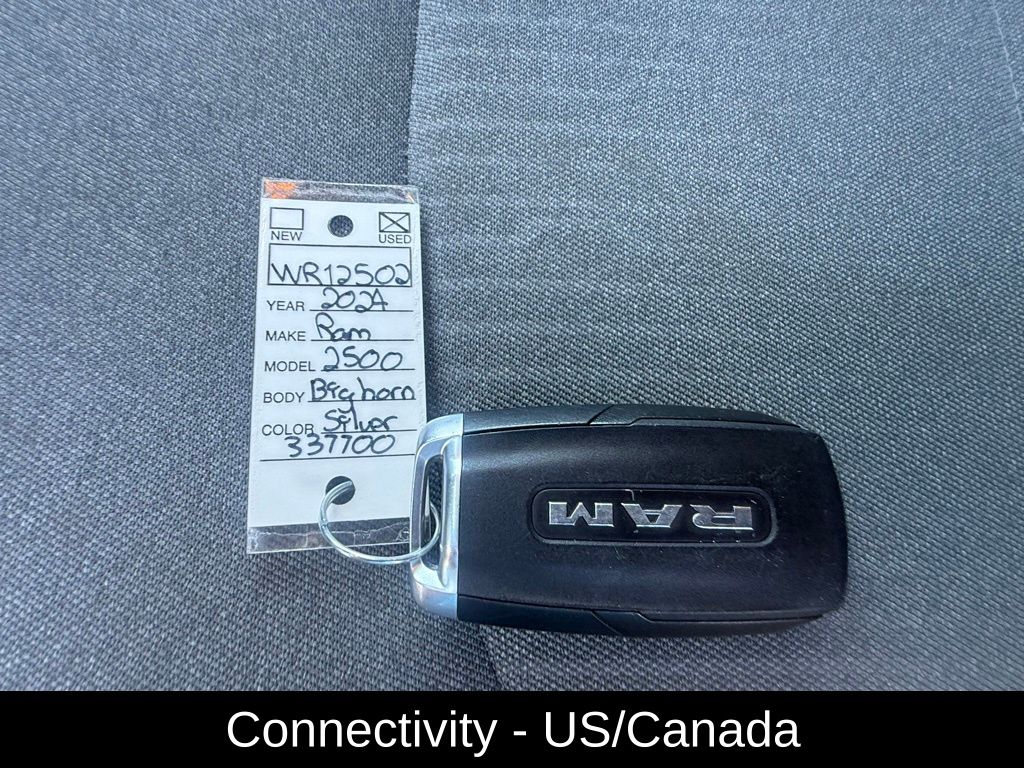 NEW USED
WR12502
YEAR 2024
MAKE Ram
MODEL 2500
BODY Bighorn
COLOR Silver
337700
RAM
Connectivity - US/Canada